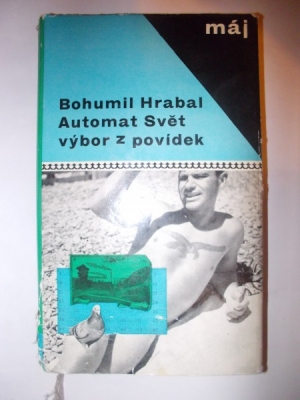 máj
Bohumil Hrabal
Automat Svět
výbor z povídek